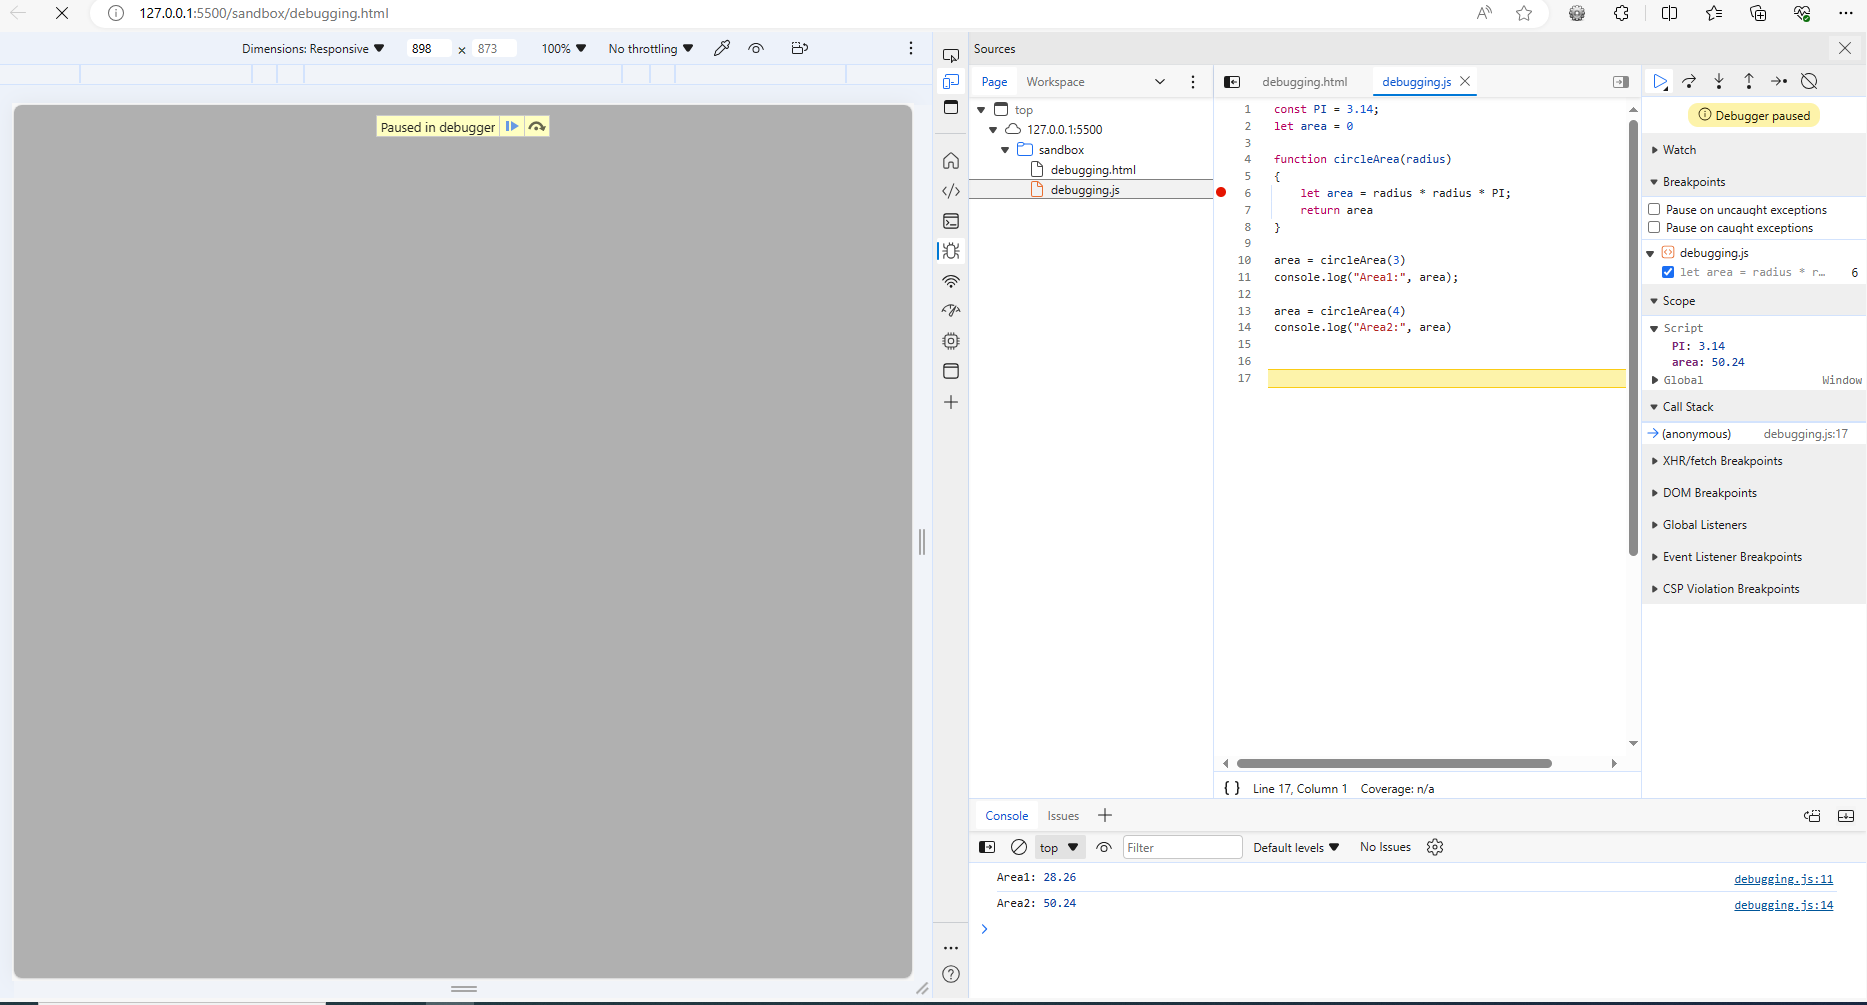 127.0.0.1:5500/sandbox/debugging.html
Dimensions: Responsive 898 × 873 100% No throttling
Paused in debugger
Sources
Page Workspace
top
127.0.0.1:5500
sandbox
debugging.html
debugging.js
debugging.html debugging.js
1 const PI = 3.14;
2 let area = 0
3
4 function circleArea(radius)
5 {
6 let area = radius * radius * PI;
7 return area
8 }
9
10 area = circleArea(3)
11 console.log("Area1:", area);
12
13 area = circleArea(4)
14 console.log("Area2:", area)
15
16
17
{ } Line 17, Column 1 Coverage: n/a
Debugger paused
Watch
Breakpoints
Pause on uncaught exceptions
Pause on caught exceptions
debugging.js
let area = radius * r… 6
Scope
Script
PI: 3.14
area: 50.24
Global Window
Call Stack
(anonymous) debugging.js:17
XHR/fetch Breakpoints
DOM Breakpoints
Global Listeners
Event Listener Breakpoints
CSP Violation Breakpoints
Console Issues
top Filter Default levels No Issues
Area1: 28.26 debugging.js:11
Area2: 50.24 debugging.js:14